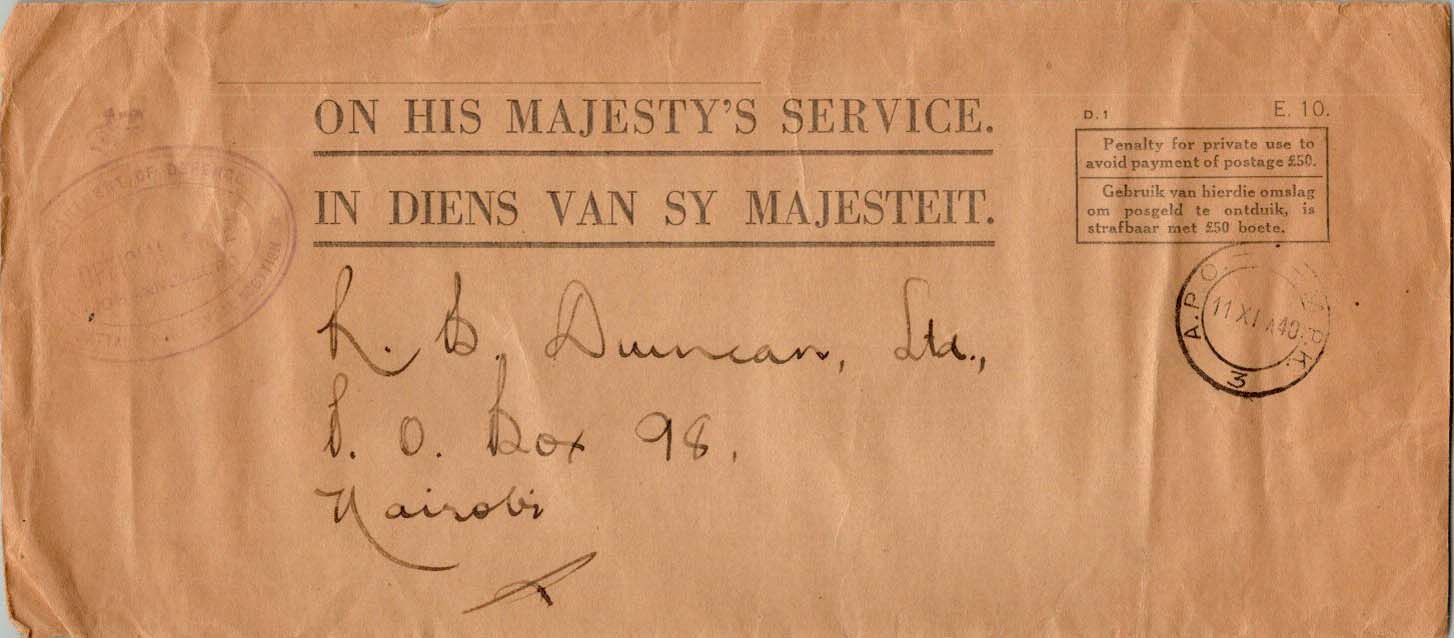 ON HIS MAJESTY'S SERVICE.
IN DIENS VAN SY MAJESTEIT.
D.1 E. 10.
Penalty for private use to
avoid payment of postage £50.
Gebruik van hierdie omslag
om posgeld te ontduik, is
strafbaar met £50 boete.
OF DEFENCE
A.P.O. A.P.K.
11 XI 40
3
L. B. Duncan, Ltd.,
P. O. Box 98,
Nairobi